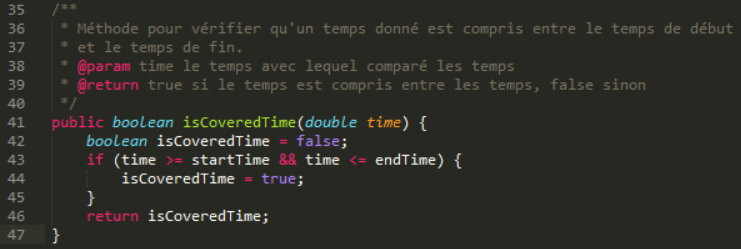 35 /**
36  * Méthode pour vérifier qu'un temps donné est compris entre le temps de début
37  * et le temps de fin.
38  * @param time le temps avec lequel comparé les temps
39  * @return true si le temps est compris entre les temps, false sinon
40  */
41 public boolean isCoveredTime(double time) {
42     boolean isCoveredTime = false;
43     if (time >= startTime && time <= endTime) {
44         isCoveredTime = true;
45     }
46     return isCoveredTime;
47 }